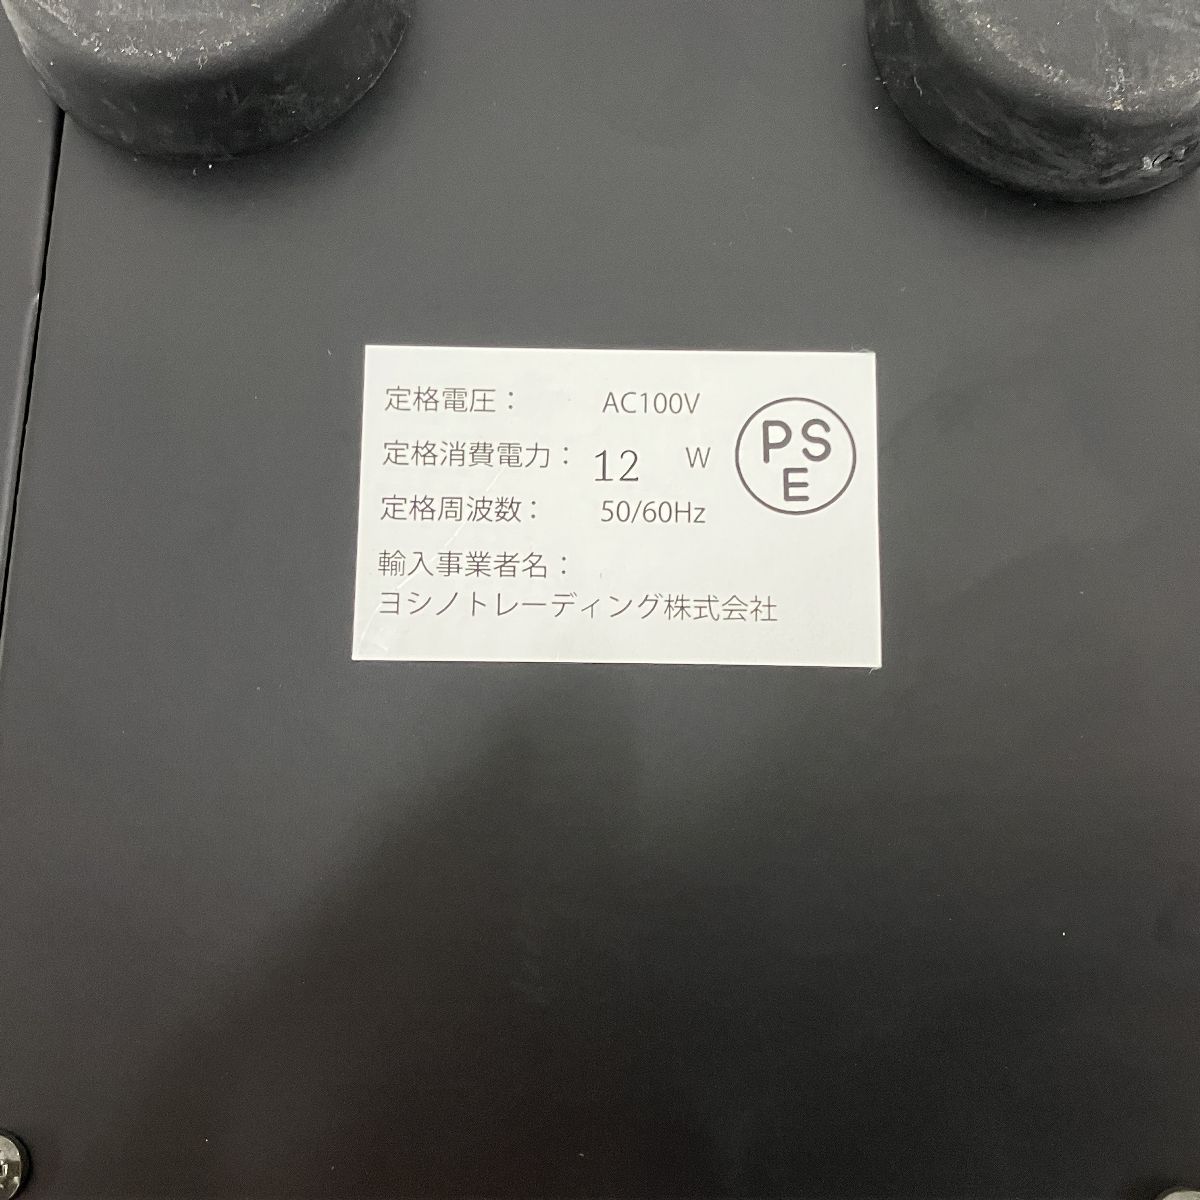 定格電圧： AC100V
定格消費電力： 12 W
定格周波数： 50/60Hz
輸入事業者名：
ヨシノトレーディング株式会社
PS
E